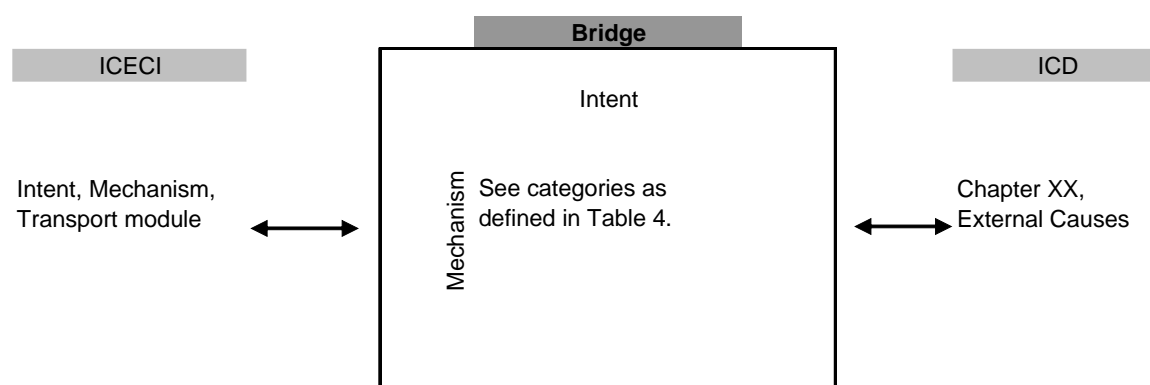 Bridge
ICECI
ICD
Intent
Intent, Mechanism,
Transport module
Mechanism
See categories as
defined in Table 4.
Chapter XX,
External Causes